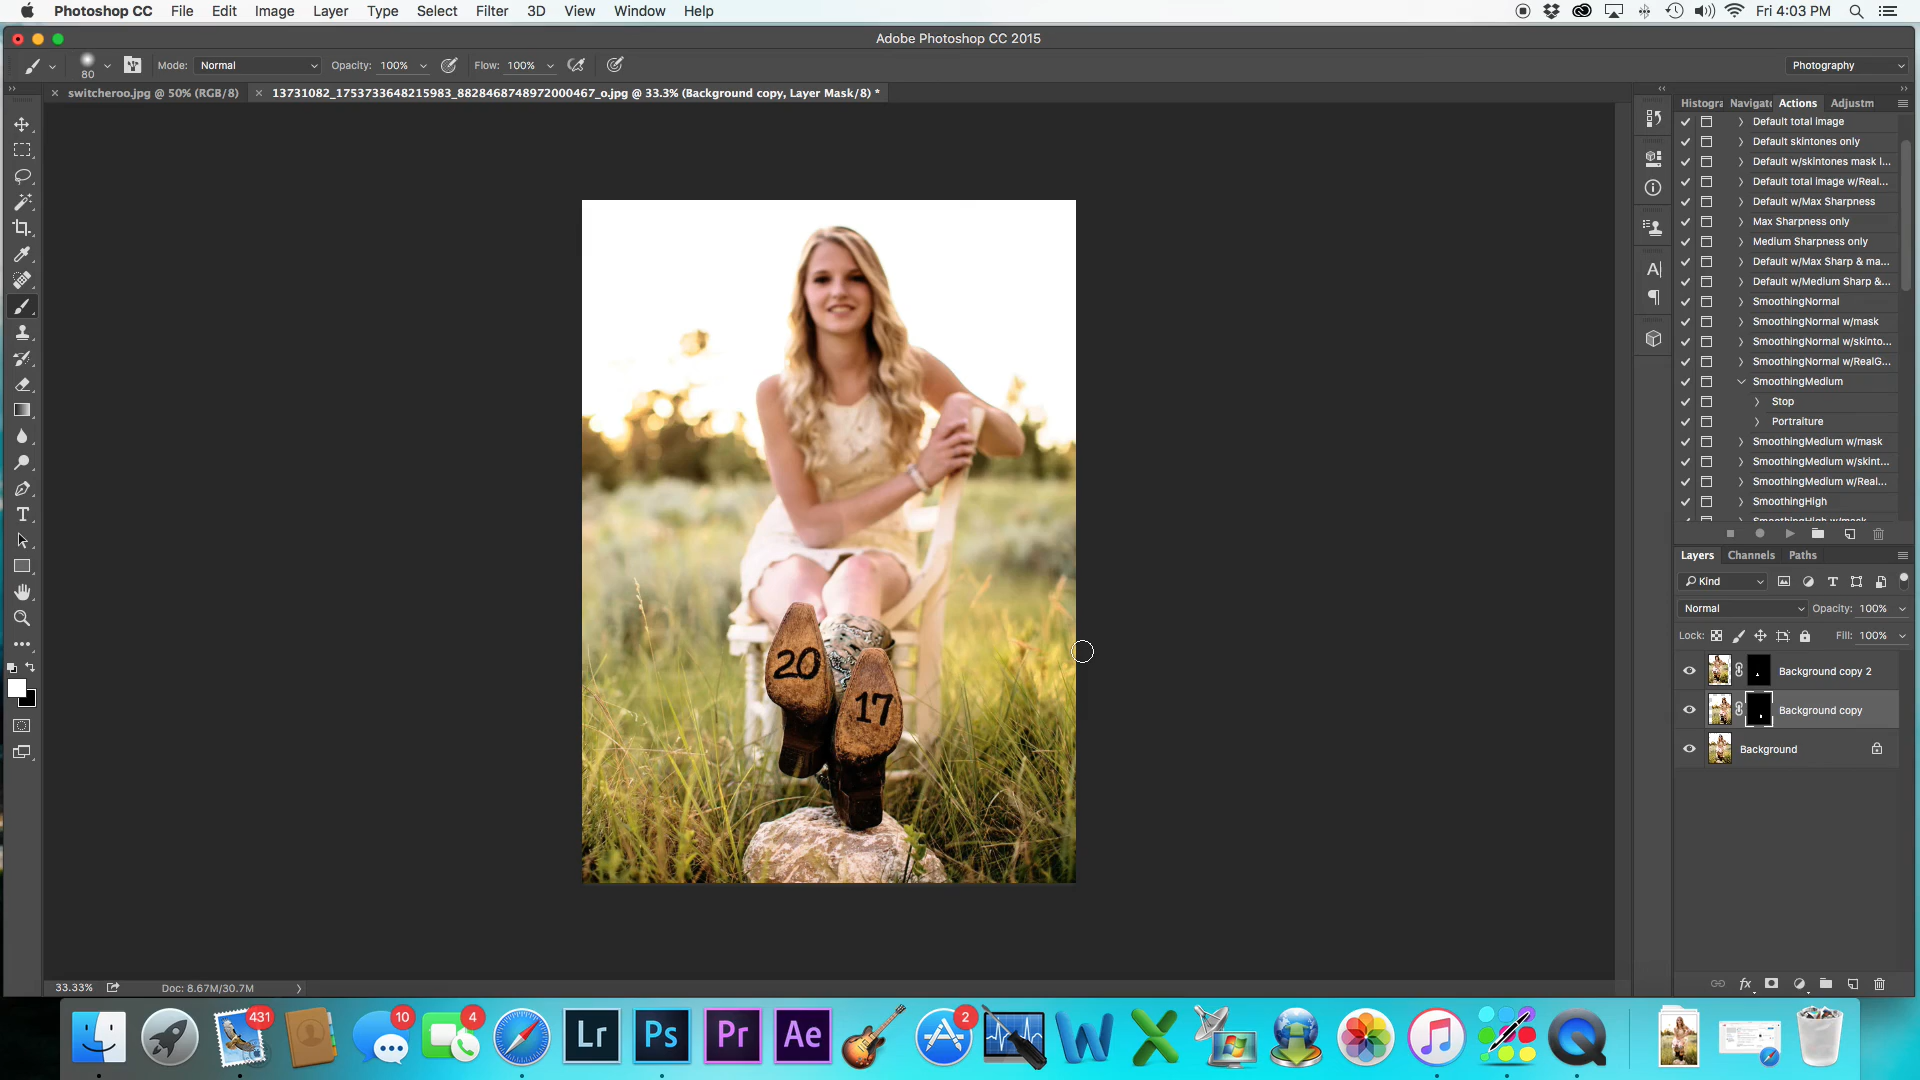 Photoshop CC File Edit Image Layer Type Select Filter 3D View Window Help Fri 4:03 PM
Adobe Photoshop CC 2015
80 Mode: Normal Opacity: 100% Flow: 100% Photography
switcheroo.jpg @ 50% (RGB/8) 13731082_1753733648215983_8828468748972000467_o.jpg @ 33.3% (Background copy, Layer Mask/8) *
Histogra Navigato Actions Adjustm
Default total image
Default skintones only
Default w/skintones mask l...
Default total image w/Real...
Default w/Max Sharpness
Max Sharpness only
Medium Sharpness only
Default w/Max Sharp & ma...
Default w/Medium Sharp &...
SmoothingNormal
SmoothingNormal w/mask
SmoothingNormal w/skinto...
SmoothingNormal w/RealG...
SmoothingMedium
Stop
Portraiture
SmoothingMedium w/mask
SmoothingMedium w/skint...
SmoothingMedium w/Real...
SmoothingHigh
SmoothingHigh w/mask
Layers Channels Paths
Kind
Normal Opacity: 100%
Lock: Fill: 100%
Background copy 2
Background copy
Background
20
17
33.33% Doc: 8.67M/30.7M
431 10 4 Lr Ps Pr Ae 2